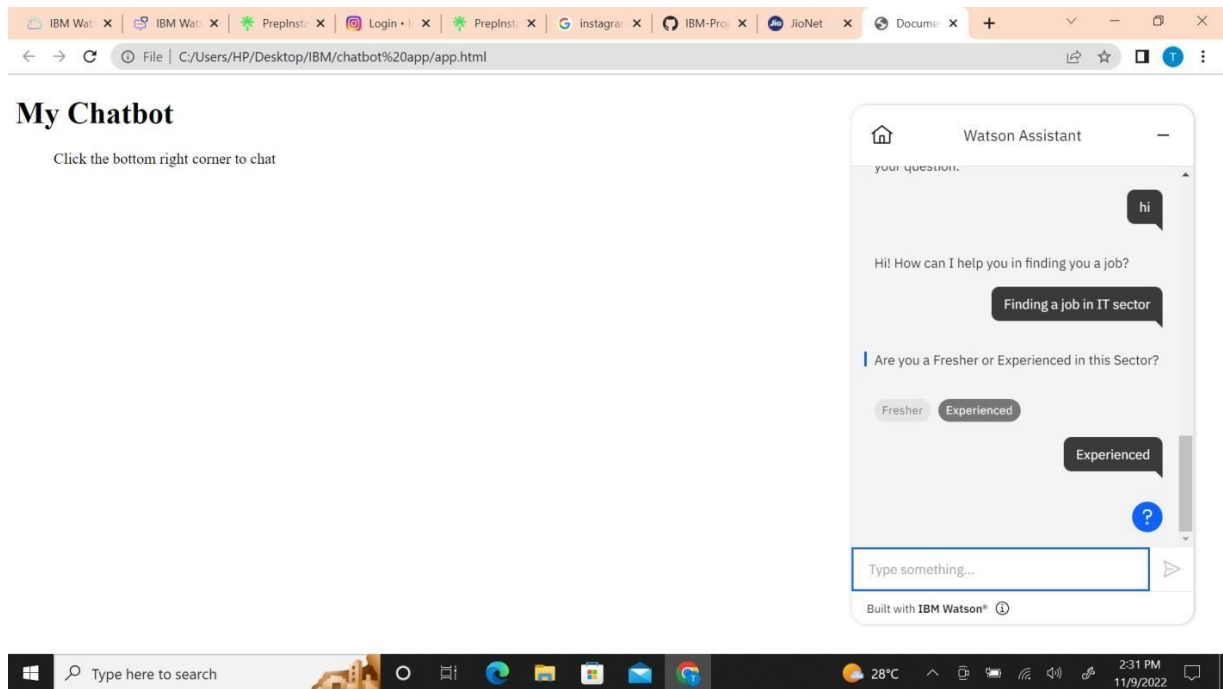 IBM Wat
IBM Wat
PrepInst
Login • I
PrepInst
instagrar
IBM-Proj
Jio
JioNet
Docume
File | C:/Users/HP/Desktop/IBM/chatbot%20app/app.html
T
My Chatbot
Click the bottom right corner to chat
Watson Assistant
your question.
hi
Hi! How can I help you in finding you a job?
Finding a job in IT sector
Are you a Fresher or Experienced in this Sector?
Fresher Experienced
Experienced
?
Type something...
Built with IBM Watson®
Type here to search
28°C
2:31 PM
11/9/2022